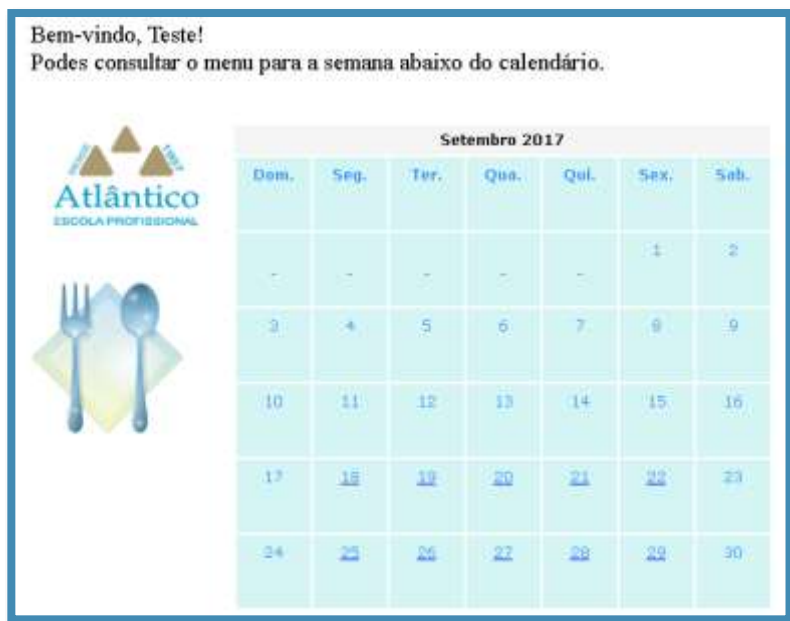 Bem-vindo, Teste!
Podes consultar o menu para a semana abaixo do calendário.
Atlântico
ESCOLA PROFISSIONAL
Setembro 2017
Dom. Seg. Ter. Qua. Qui. Sex. Sab.
- - - - - 1 2
3 4 5 6 7 8 9
10 11 12 13 14 15 16
17 18 19 20 21 22 23
24 25 26 27 28 29 30